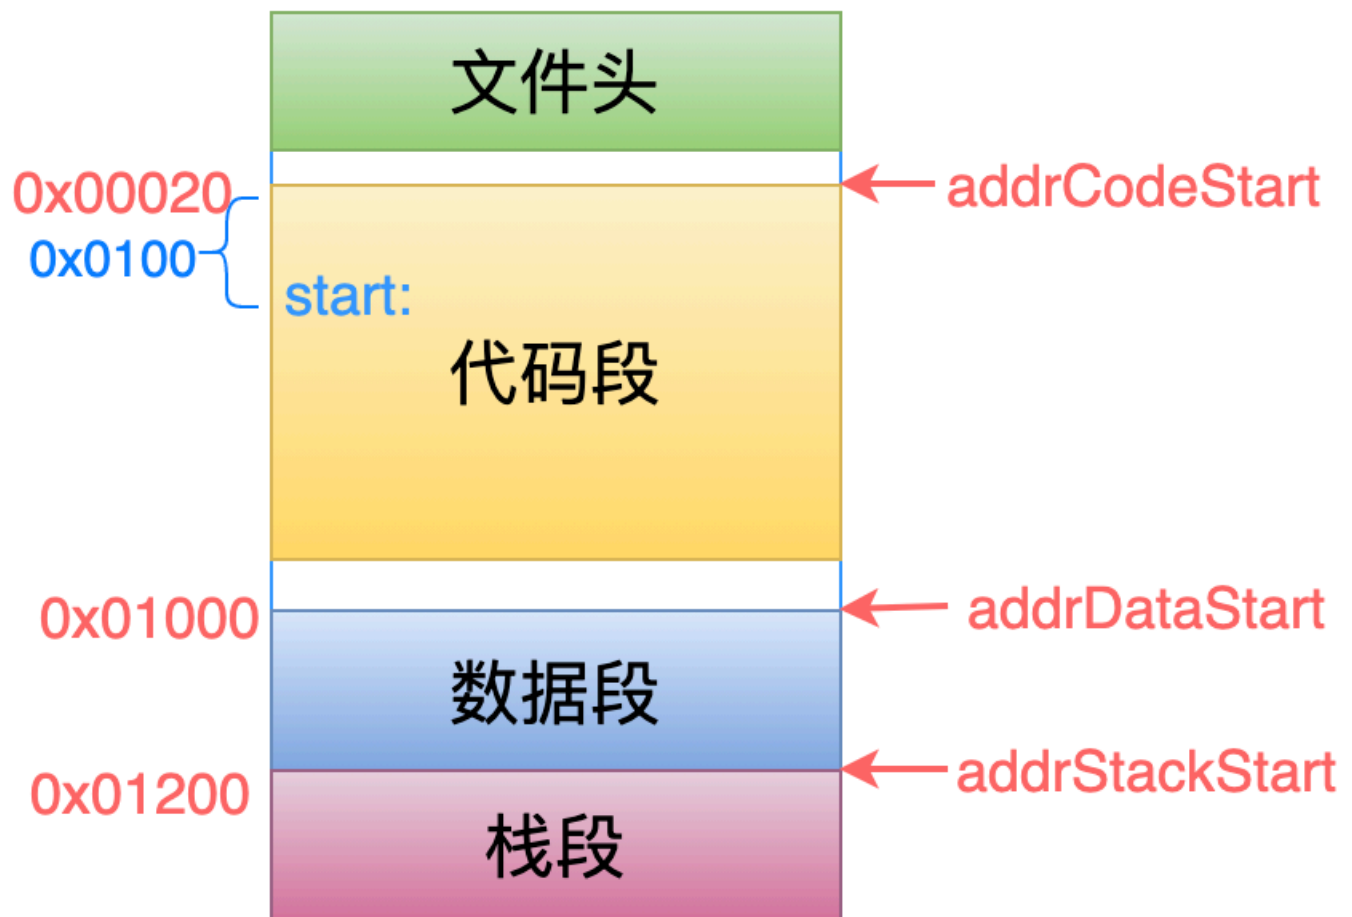 文件头
0x00020
addrCodeStart
0x0100
start:
代码段
0x01000
addrDataStart
数据段
0x01200
addrStackStart
栈段